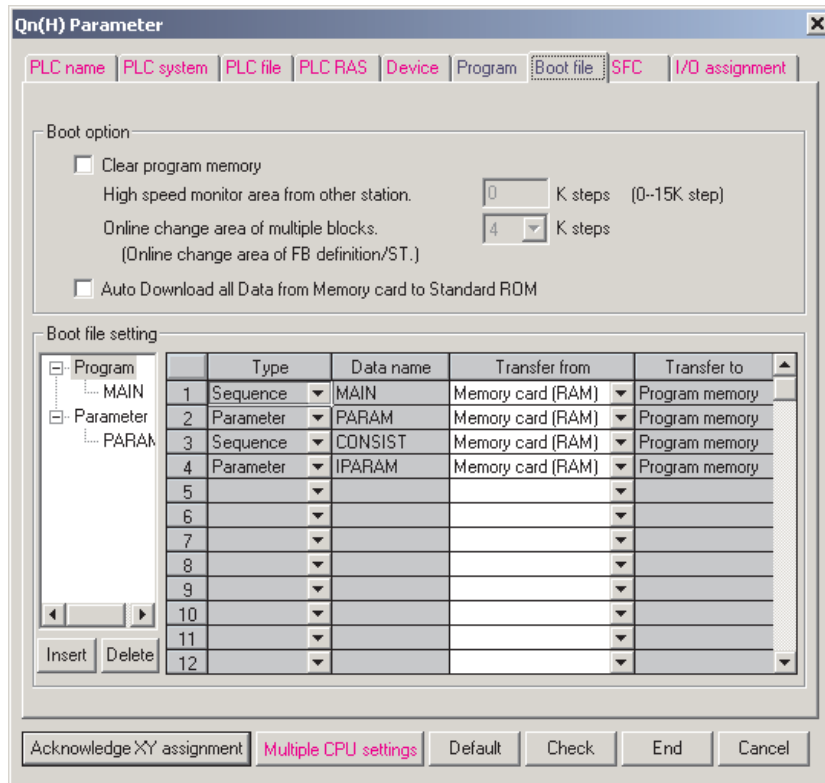 Qn(H) Parameter
PLC name PLC system PLC file PLC RAS Device Program Boot file SFC I/O assignment
Boot option
Clear program memory
High speed monitor area from other station. 0 K steps (0--15K step)
Online change area of multiple blocks. 4 K steps
(Online change area of FB definition/ST.)
Auto Download all Data from Memory card to Standard ROM
Boot file setting
Program
MAIN
Parameter
PARAM
Type Data name Transfer from Transfer to
1 Sequence MAIN Memory card (RAM) Program memory
2 Parameter PARAM Memory card (RAM) Program memory
3 Sequence CONSIST Memory card (RAM) Program memory
4 Parameter IPARAM Memory card (RAM) Program memory
5
6
7
8
9
10
11
12
Insert Delete
Acknowledge XY assignment Multiple CPU settings Default Check End Cancel